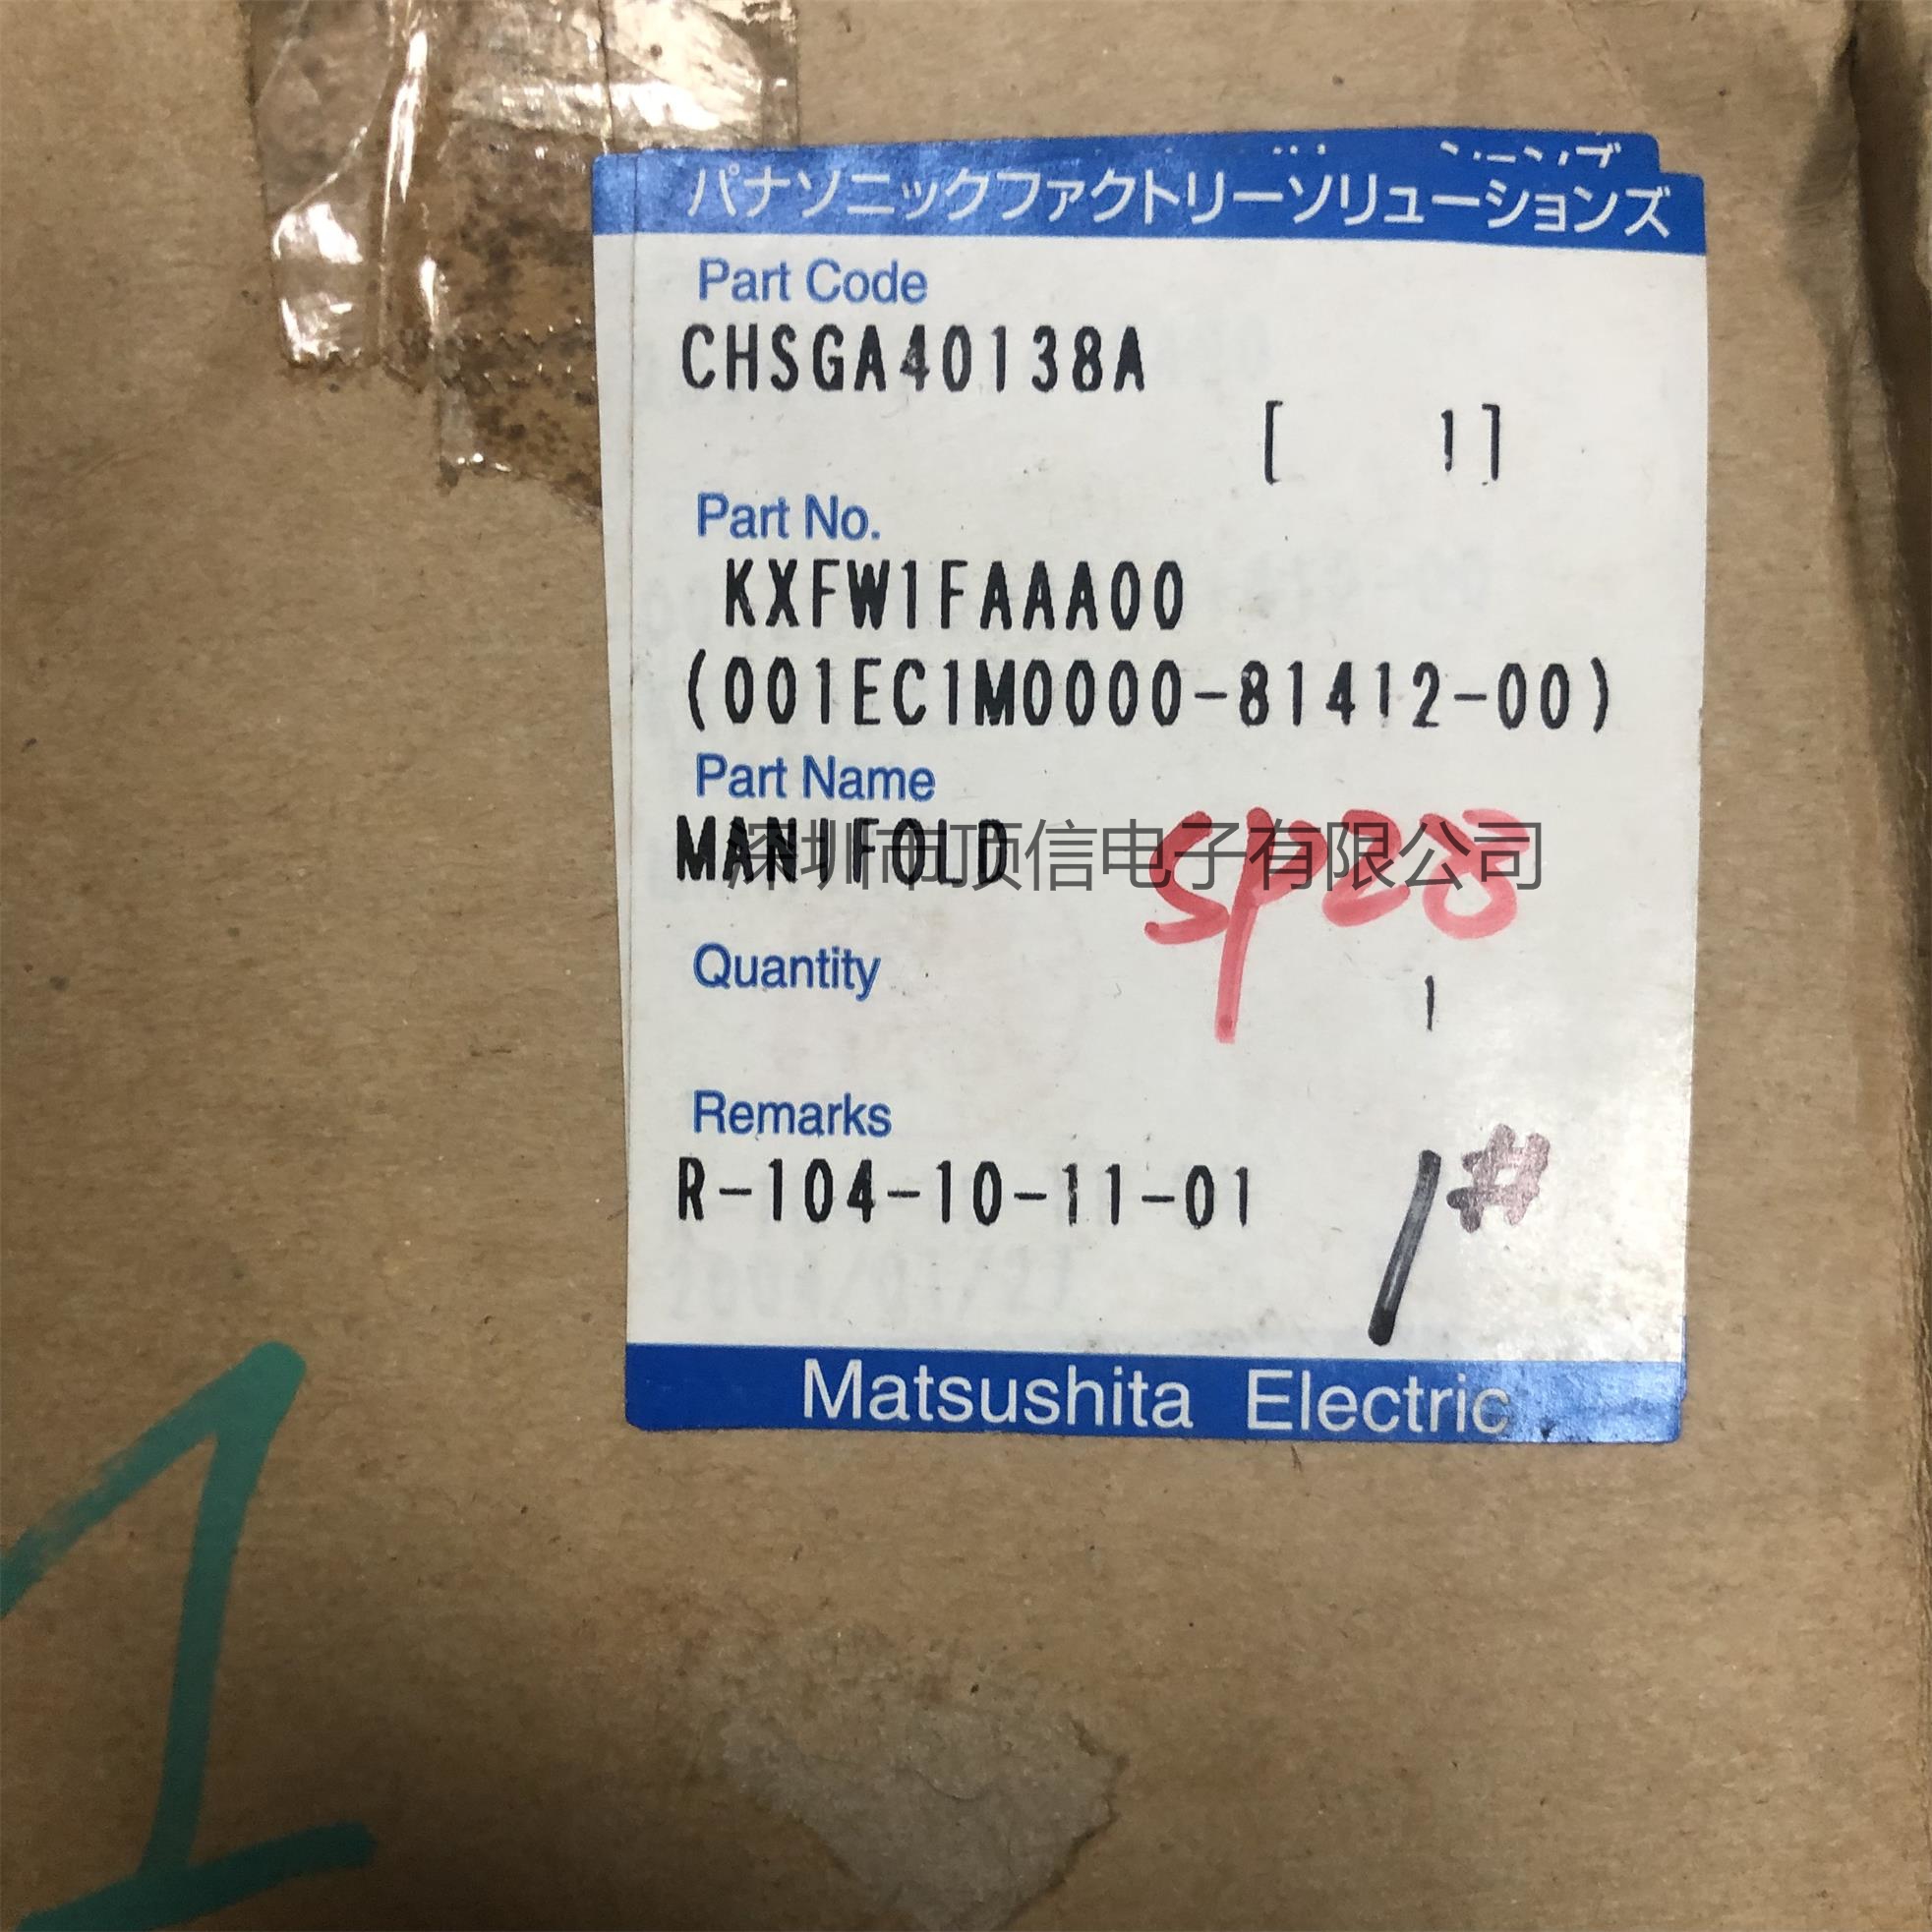 パナソニックファクトリーソリューションズ
Part Code
CHSGA40138A
[ 1]
Part No.
KXFW1FAAA00
(001EC1M0000-81412-00)
Part Name
MANIFOLD
深圳市顶信电子有限公司
SP28
Quantity
1
Remarks
R-104-10-11-01
1#
Matsushita Electric
1